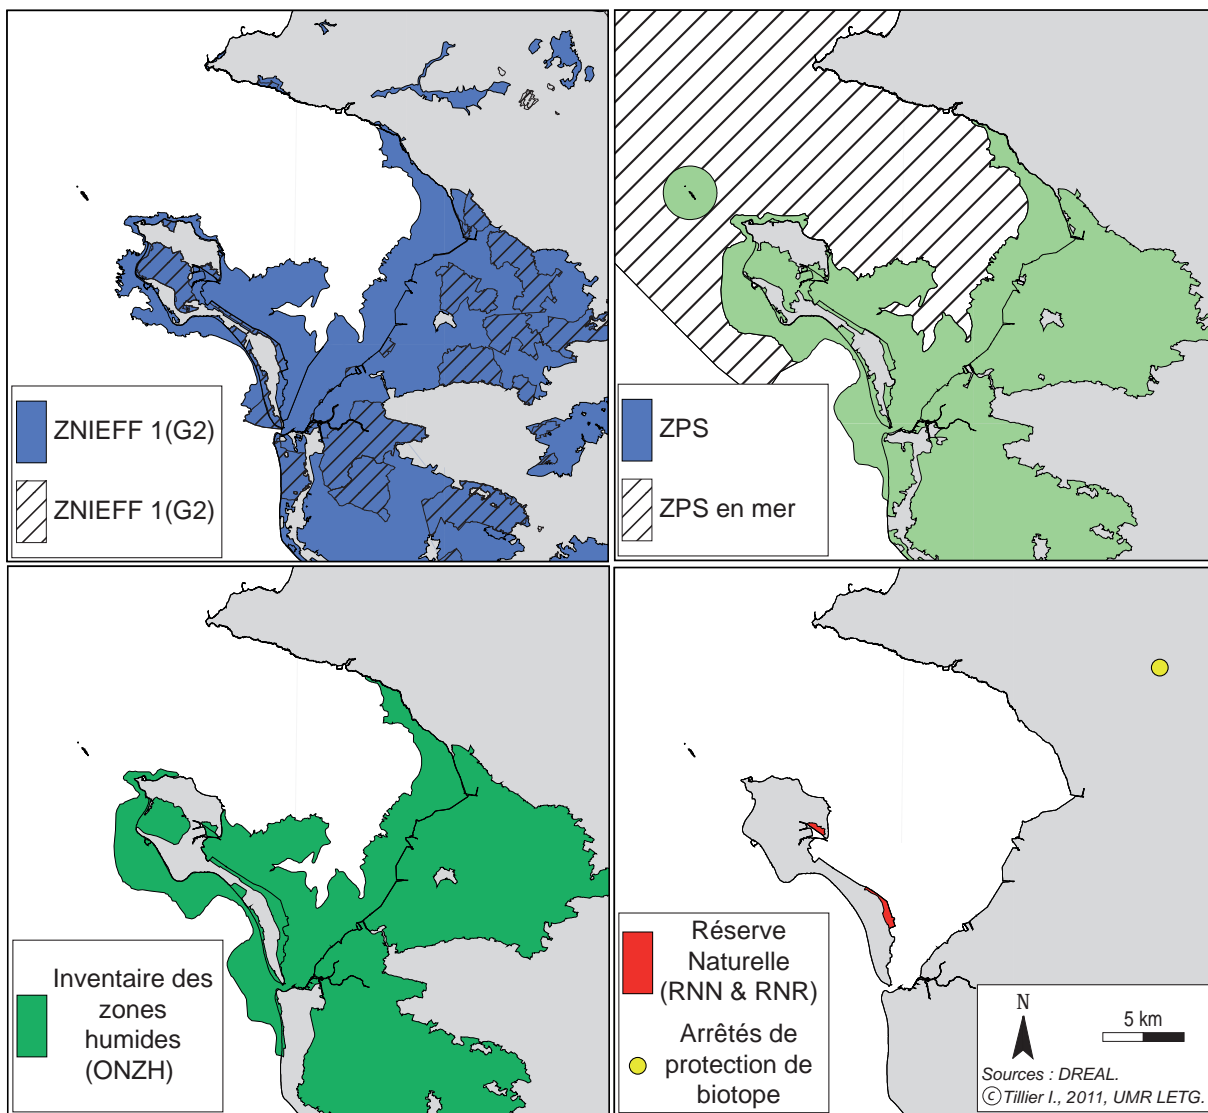 ZNIEFF 1(G2)
ZNIEFF 1(G2)
ZPS
ZPS en mer
Inventaire des
zones
humides
(ONZH)
Réserve
Naturelle
(RNN & RNR)
Arrêtés de
protection de
biotope
N
5 km
Sources : DREAL.
© Tillier I., 2011, UMR LETG.